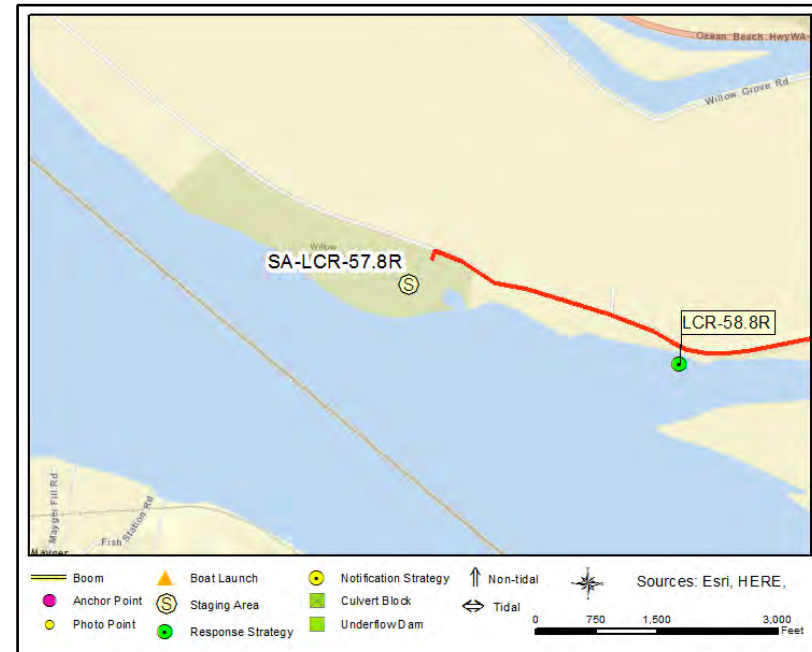 Ocean Beach HwyWA-
Willow Grove Rd
Willow
SA-LCR-57.8R
S
LCR-58.8R
Mayger Fill Rd
Fish Station Rd
Mayger
Boom
Boat Launch
Notification Strategy
Non-tidal
Sources: Esri, HERE,
Anchor Point
S
Staging Area
Culvert Block
Tidal
Photo Point
Response Strategy
Underflow Dam
0 750 1,500 3,000
Feet